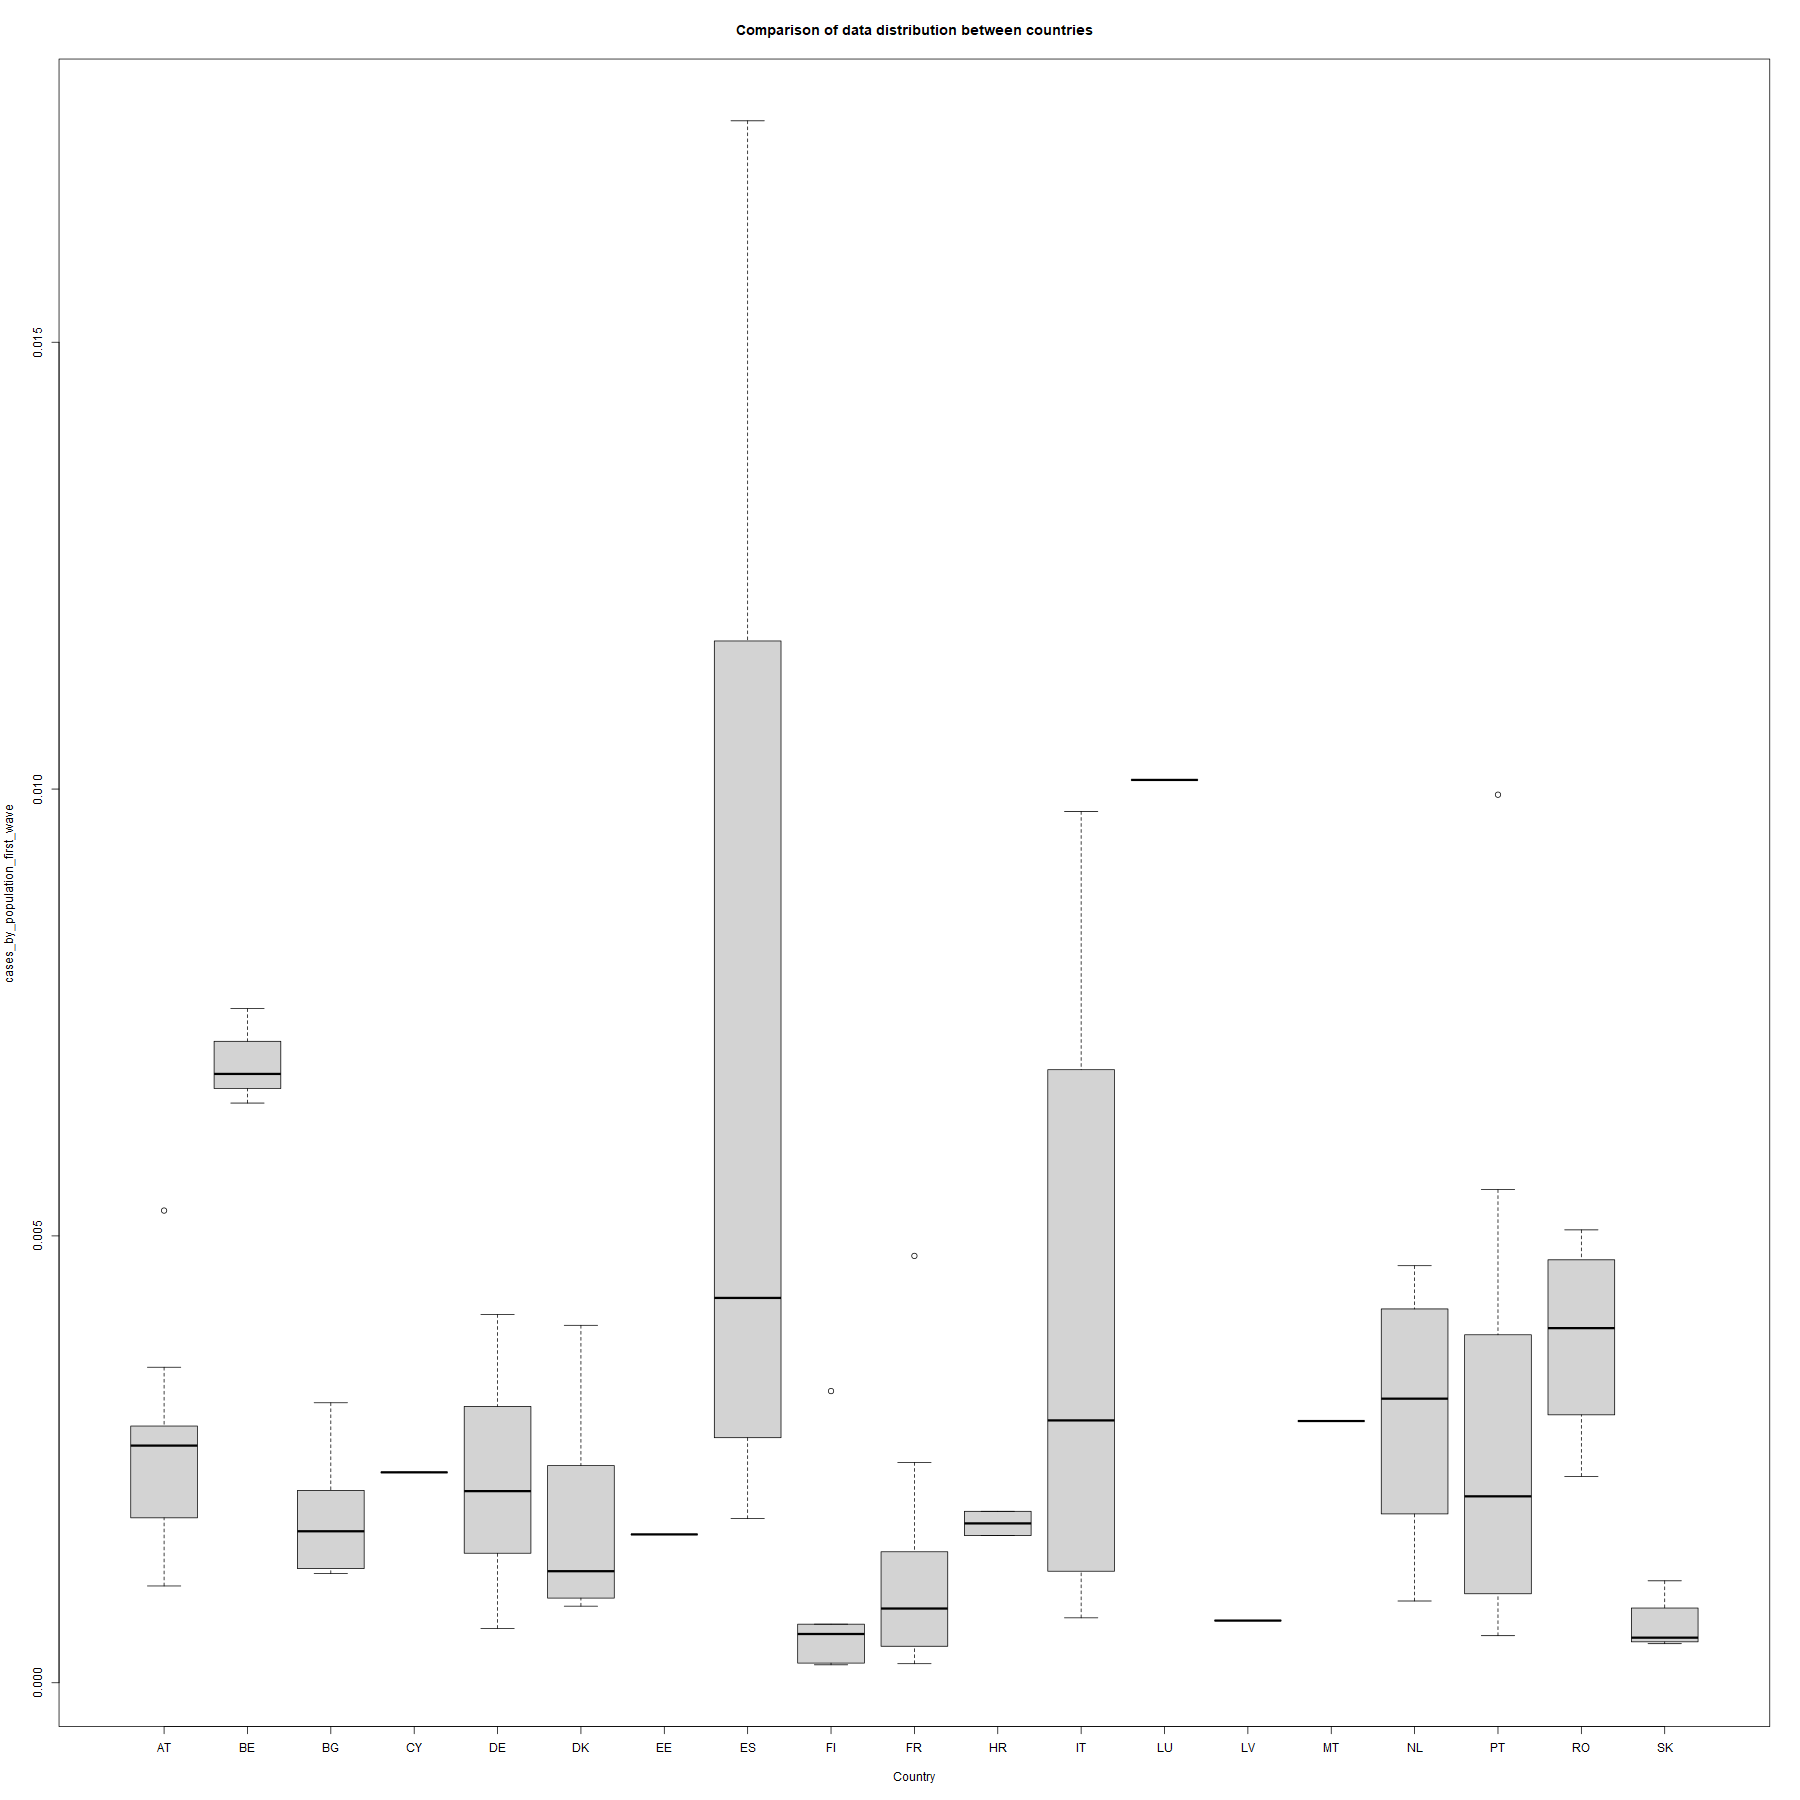 Comparison of data distribution between countries
cases_by_population_first_wave
0.015
0.010
0.005
0.000
AT BE BG CY DE DK EE ES FI FR HR IT LU LV MT NL PT RO SK
Country